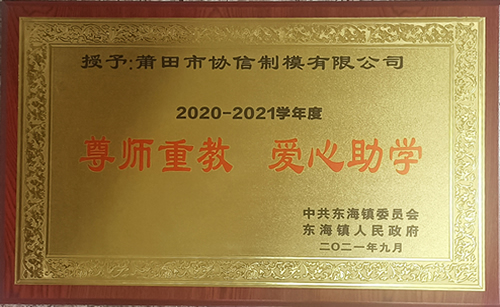 授予:莆田市协信制模有限公司
2020-2021学年度
尊师重教 爱心助学
中共东海镇委员会
东海镇人民政府
二〇二一年九月